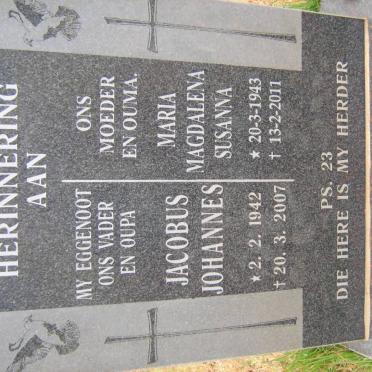 HERINNERING
AAN
MY EGGENOOT
ONS VADER
EN OUPA
JACOBUS
JOHANNES
★ 2. 2. 1942
† 20. 3. 2007
ONS
MOEDER
EN OUMA.
MARIA
MAGDALENA
SUSANNA
★ 20-3-1943
† 13-2-2011
PS. 23
DIE HERE IS MY HERDER